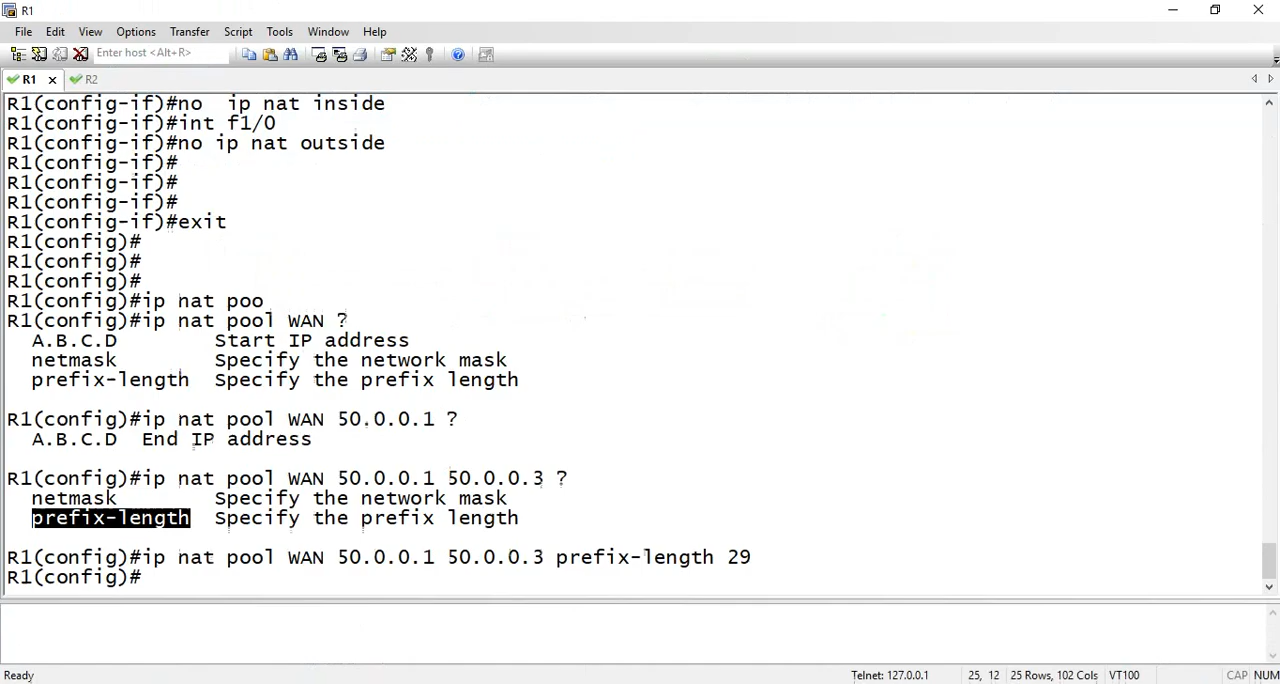 R1
File Edit View Options Transfer Script Tools Window Help
Enter host <Alt+R>
R1 R2
R1(config-if)#no  ip nat inside
R1(config-if)#int f1/0
R1(config-if)#no ip nat outside
R1(config-if)#
R1(config-if)#
R1(config-if)#
R1(config-if)#exit
R1(config)#
R1(config)#
R1(config)#
R1(config)#ip nat poo
R1(config)#ip nat pool WAN ?
  A.B.C.D        Start IP address
  netmask        Specify the network mask
  prefix-length  Specify the prefix length
R1(config)#ip nat pool WAN 50.0.0.1 ?
  A.B.C.D  End IP address
R1(config)#ip nat pool WAN 50.0.0.1 50.0.0.3 ?
  netmask        Specify the network mask
  prefix-length  Specify the prefix length
R1(config)#ip nat pool WAN 50.0.0.1 50.0.0.3 prefix-length 29
R1(config)#
Ready Telnet: 127.0.0.1 25, 12 25 Rows, 102 Cols VT100 CAP NUM